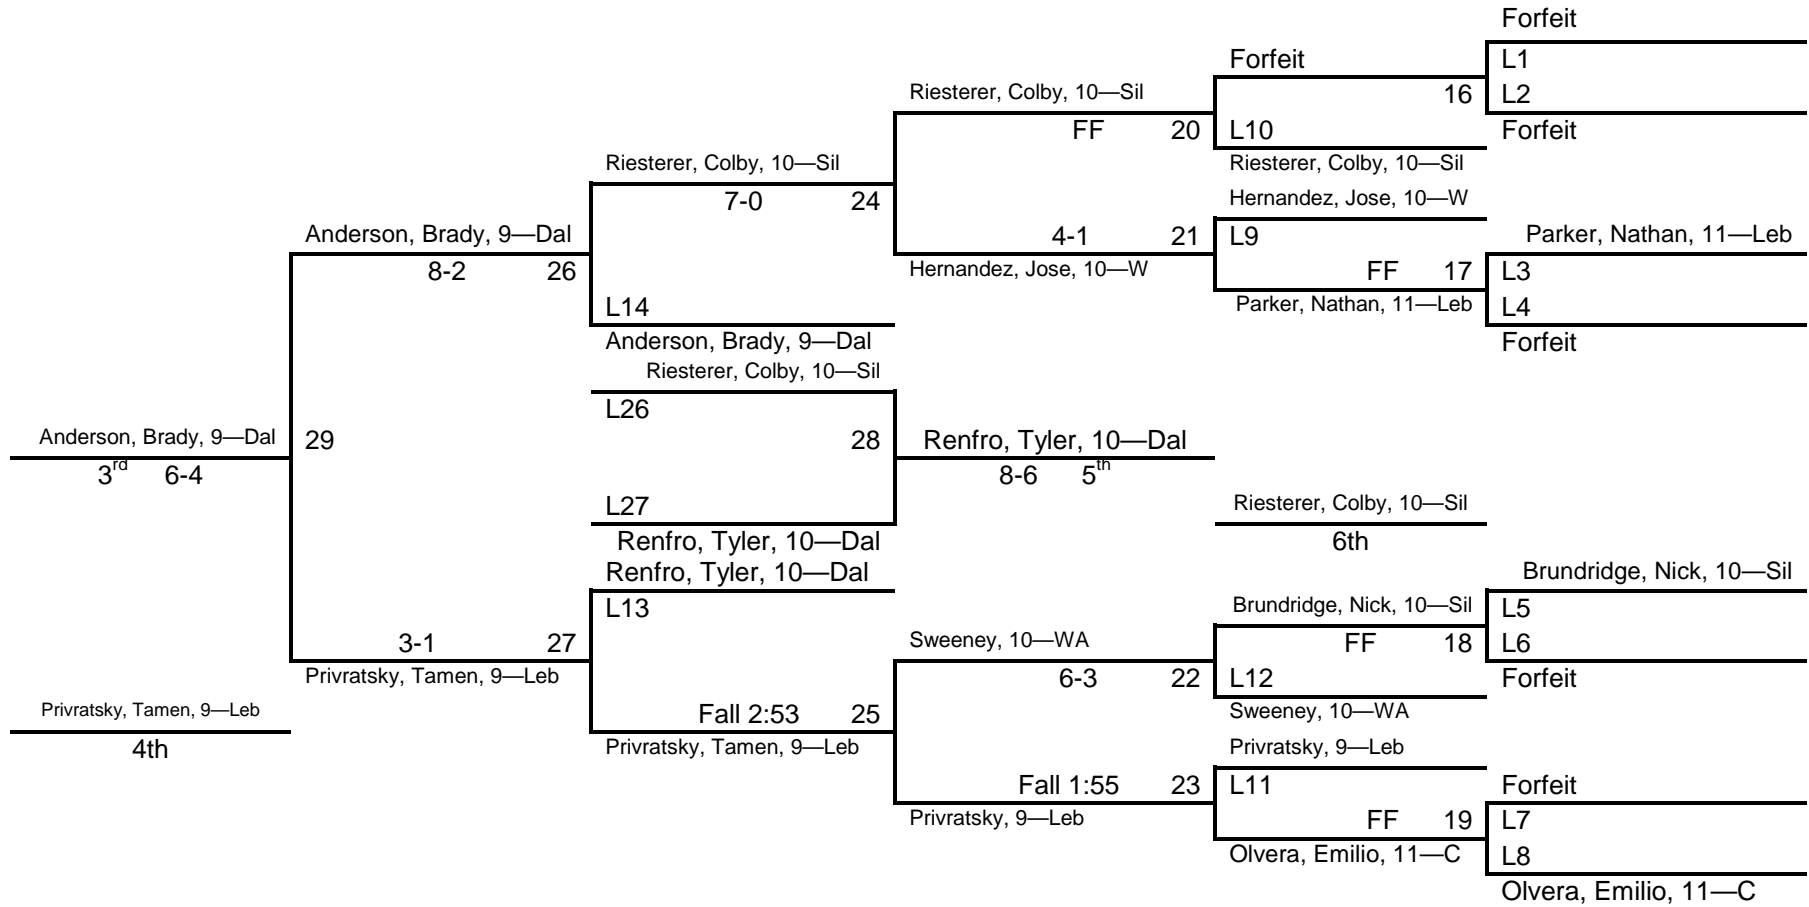 Forfeit
Forfeit
L1
Riesterer, Colby, 10—Sil
16
L2
FF 20
L10
Forfeit
Riesterer, Colby, 10—Sil
Riesterer, Colby, 10—Sil
7-0 24
Hernandez, Jose, 10—W
Anderson, Brady, 9—Dal
4-1 21
L9
Parker, Nathan, 11—Leb
8-2 26
Hernandez, Jose, 10—W
FF 17
L3
L14
Parker, Nathan, 11—Leb
L4
Anderson, Brady, 9—Dal
Forfeit
Riesterer, Colby, 10—Sil
L26
Anderson, Brady, 9—Dal
29
28
Renfro, Tyler, 10—Dal
3rd 6-4
8-6 5th
L27
Riesterer, Colby, 10—Sil
Renfro, Tyler, 10—Dal
6th
Renfro, Tyler, 10—Dal
Brundridge, Nick, 10—Sil
L13
Brundridge, Nick, 10—Sil
L5
3-1 27
Sweeney, 10—WA
FF 18
L6
Privratsky, Tamen, 9—Leb
6-3 22
L12
Forfeit
Privratsky, Tamen, 9—Leb
Fall 2:53 25
Sweeney, 10—WA
4th
Privratsky, Tamen, 9—Leb
Privratsky, 9—Leb
Fall 1:55 23
L11
Forfeit
Privratsky, 9—Leb
FF 19
L7
Olvera, Emilio, 11—C
L8
Olvera, Emilio, 11—C